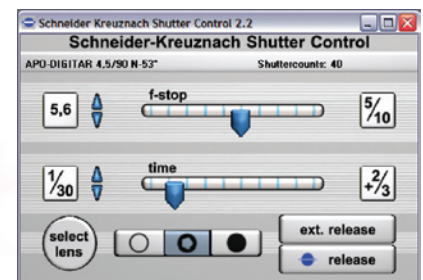 Schneider Kreuznach Shutter Control 2.2
Schneider-Kreuznach Shutter Control
APO-DIGITAR 4,5/90 N-53° Shuttercounts: 40
f-stop
5,6 5/10
time
1/30 +2/3
select
lens
ext. release
release